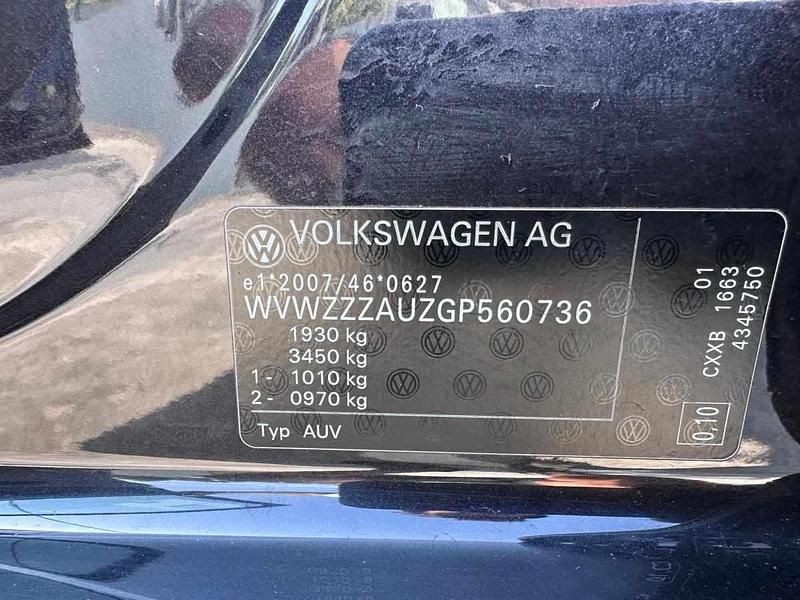 VOLKSWAGEN AG
e1*2007/46*0627
WVWZZZAUZGP560736
1930 kg
3450 kg
1- 1010 kg
2- 0970 kg
Typ AUV
01
CXXB 1663
4345750
0,10